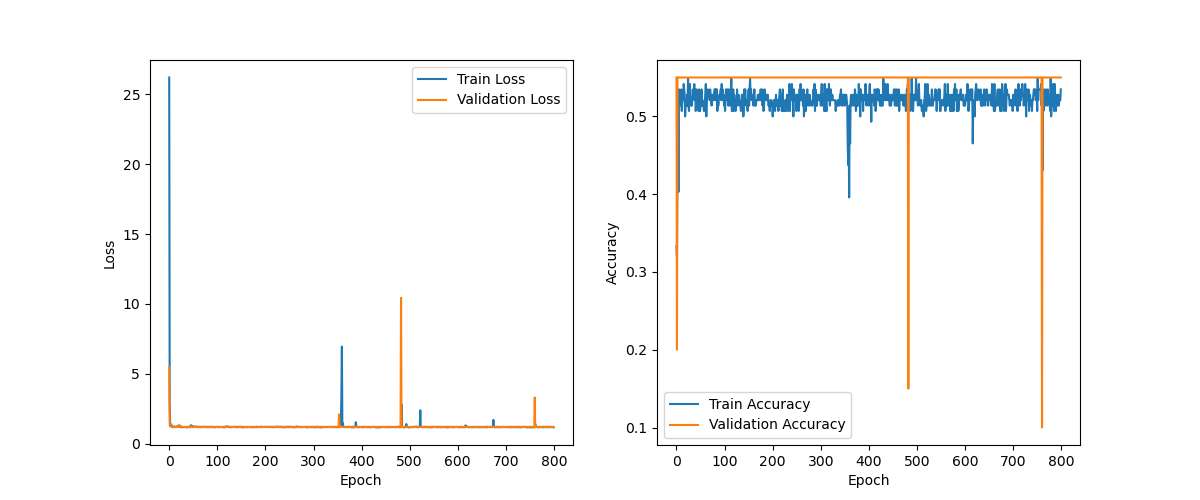 Train Loss
Validation Loss
25
20
15
10
5
0
Loss
0 100 200 300 400 500 600 700 800
Epoch
0.5
0.4
0.3
0.2
0.1
Accuracy
Train Accuracy
Validation Accuracy
0 100 200 300 400 500 600 700 800
Epoch